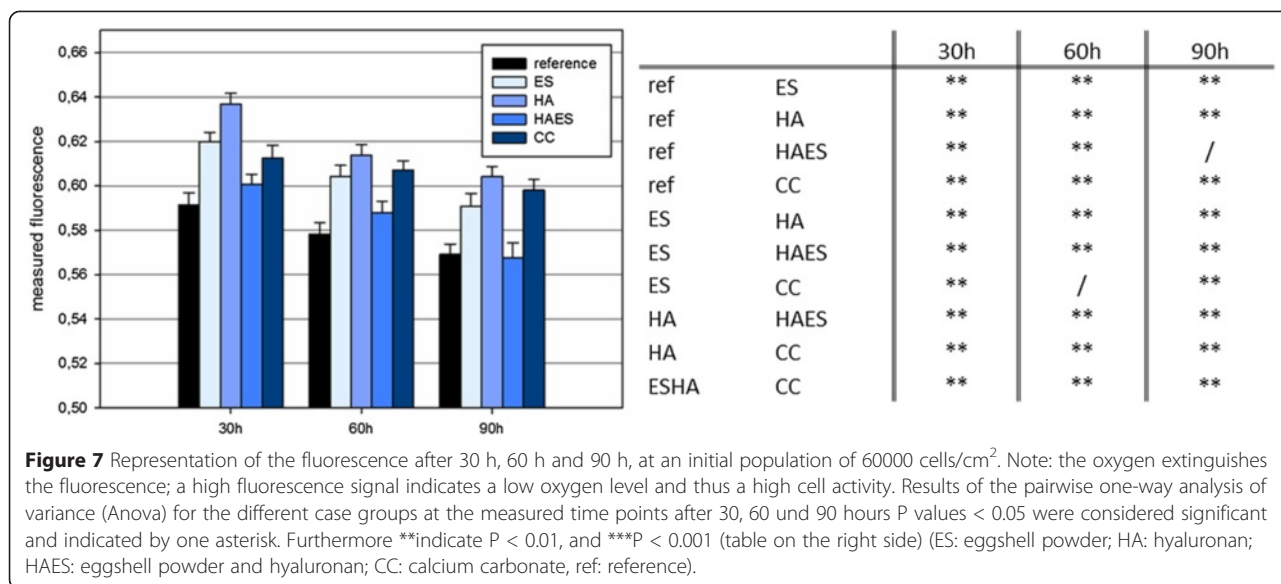 0,66
0,64
0,62
0,60
0,58
0,56
0,54
0,52
0,50
measured fluorescence
reference
ES
HA
HAES
CC
30h 60h 90h
30h 60h 90h
ref ES ** ** **
ref HA ** ** **
ref HAES ** ** /
ref CC ** ** **
ES HA ** ** **
ES HAES ** ** **
ES CC ** / **
HA HAES ** ** **
HA CC ** ** **
ESHA CC ** ** **
Figure 7 Representation of the fluorescence after 30 h, 60 h and 90 h, at an initial population of 60000 cells/cm². Note: the oxygen extinguishes
the fluorescence; a high fluorescence signal indicates a low oxygen level and thus a high cell activity. Results of the pairwise one-way analysis of
variance (Anova) for the different case groups at the measured time points after 30, 60 und 90 hours P values < 0.05 were considered significant
and indicated by one asterisk. Furthermore **indicate P < 0.01, and ***P < 0.001 (table on the right side) (ES: eggshell powder; HA: hyaluronan;
HAES: eggshell powder and hyaluronan; CC: calcium carbonate, ref: reference).